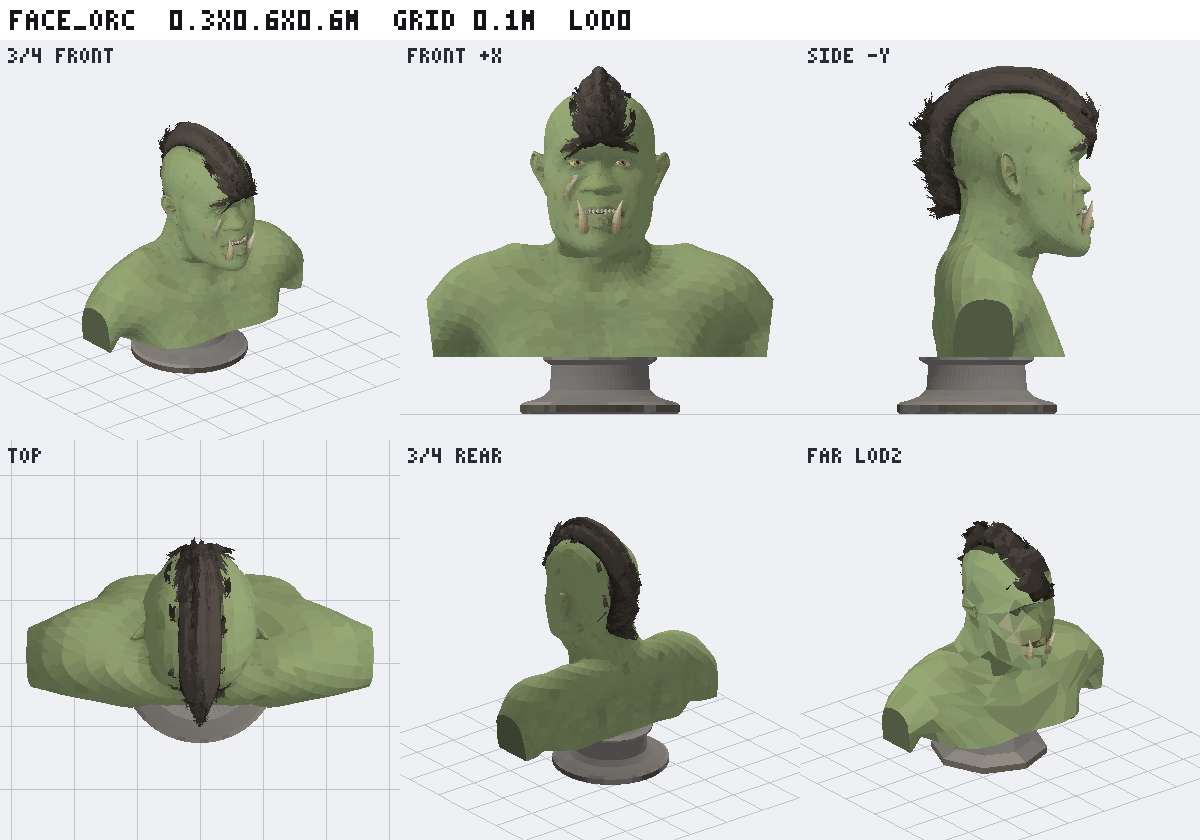 FACE_ORC  0.3X0.6X0.6M  GRID 0.1M  LOD0
3/4 FRONT
FRONT +X
SIDE -Y
TOP
3/4 REAR
FAR LOD2